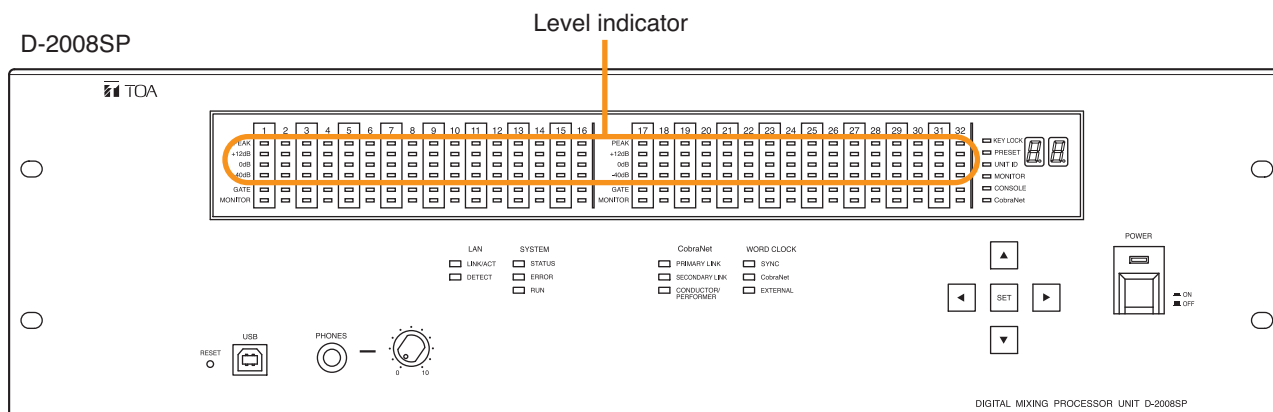 Level indicator
D-2008SP
TOA
1 2 3 4 5 6 7 8 9 10 11 12 13 14 15 16 17 18 19 20 21 22 23 24 25 26 27 28 29 30 31 32
PEAK PEAK KEY LOCK
+12dB +12dB PRESET
0dB 0dB UNIT ID
-40dB -40dB MONITOR
GATE GATE CONSOLE
MONITOR MONITOR CobraNet
LAN SYSTEM CobraNet WORD CLOCK POWER
LINK/ACT STATUS PRIMARY LINK SYNC
DETECT ERROR SECONDARY LINK CobraNet
RUN CONDUCTOR/
PERFORMER EXTERNAL
SET
ON
OFF
RESET USB PHONES
0 10
DIGITAL MIXING PROCESSOR UNIT D-2008SP